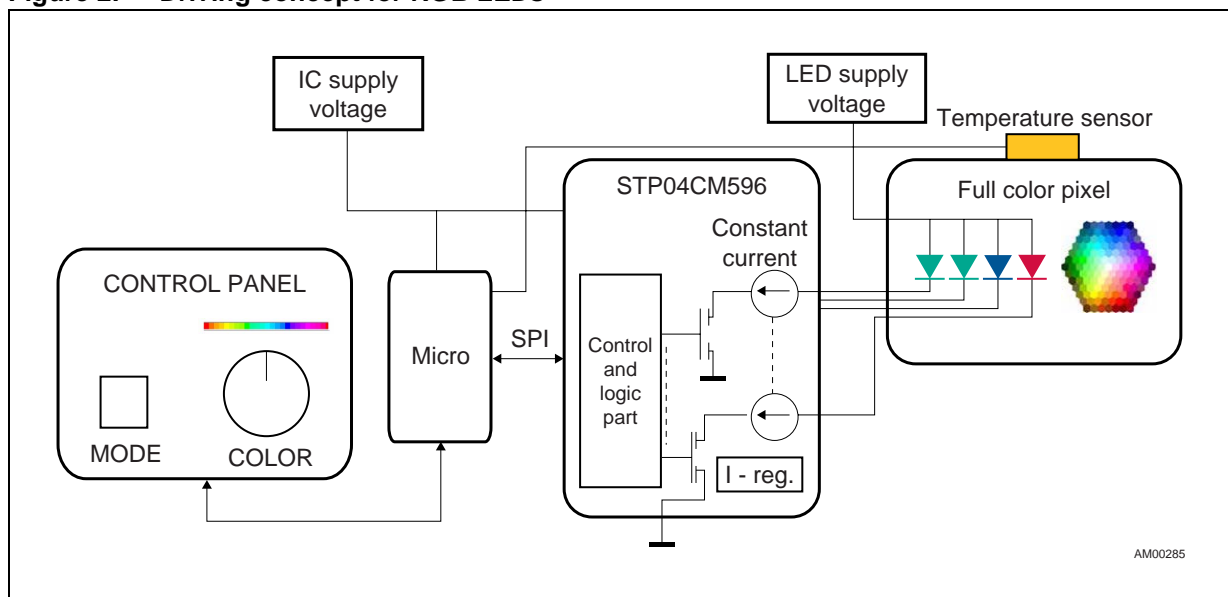 IC supply
voltage
LED supply
voltage
Temperature sensor
STP04CM596
Full color pixel
Constant
current
CONTROL PANEL
Micro
SPI
Control
and
logic
part
MODE
COLOR
I - reg.
AM00285